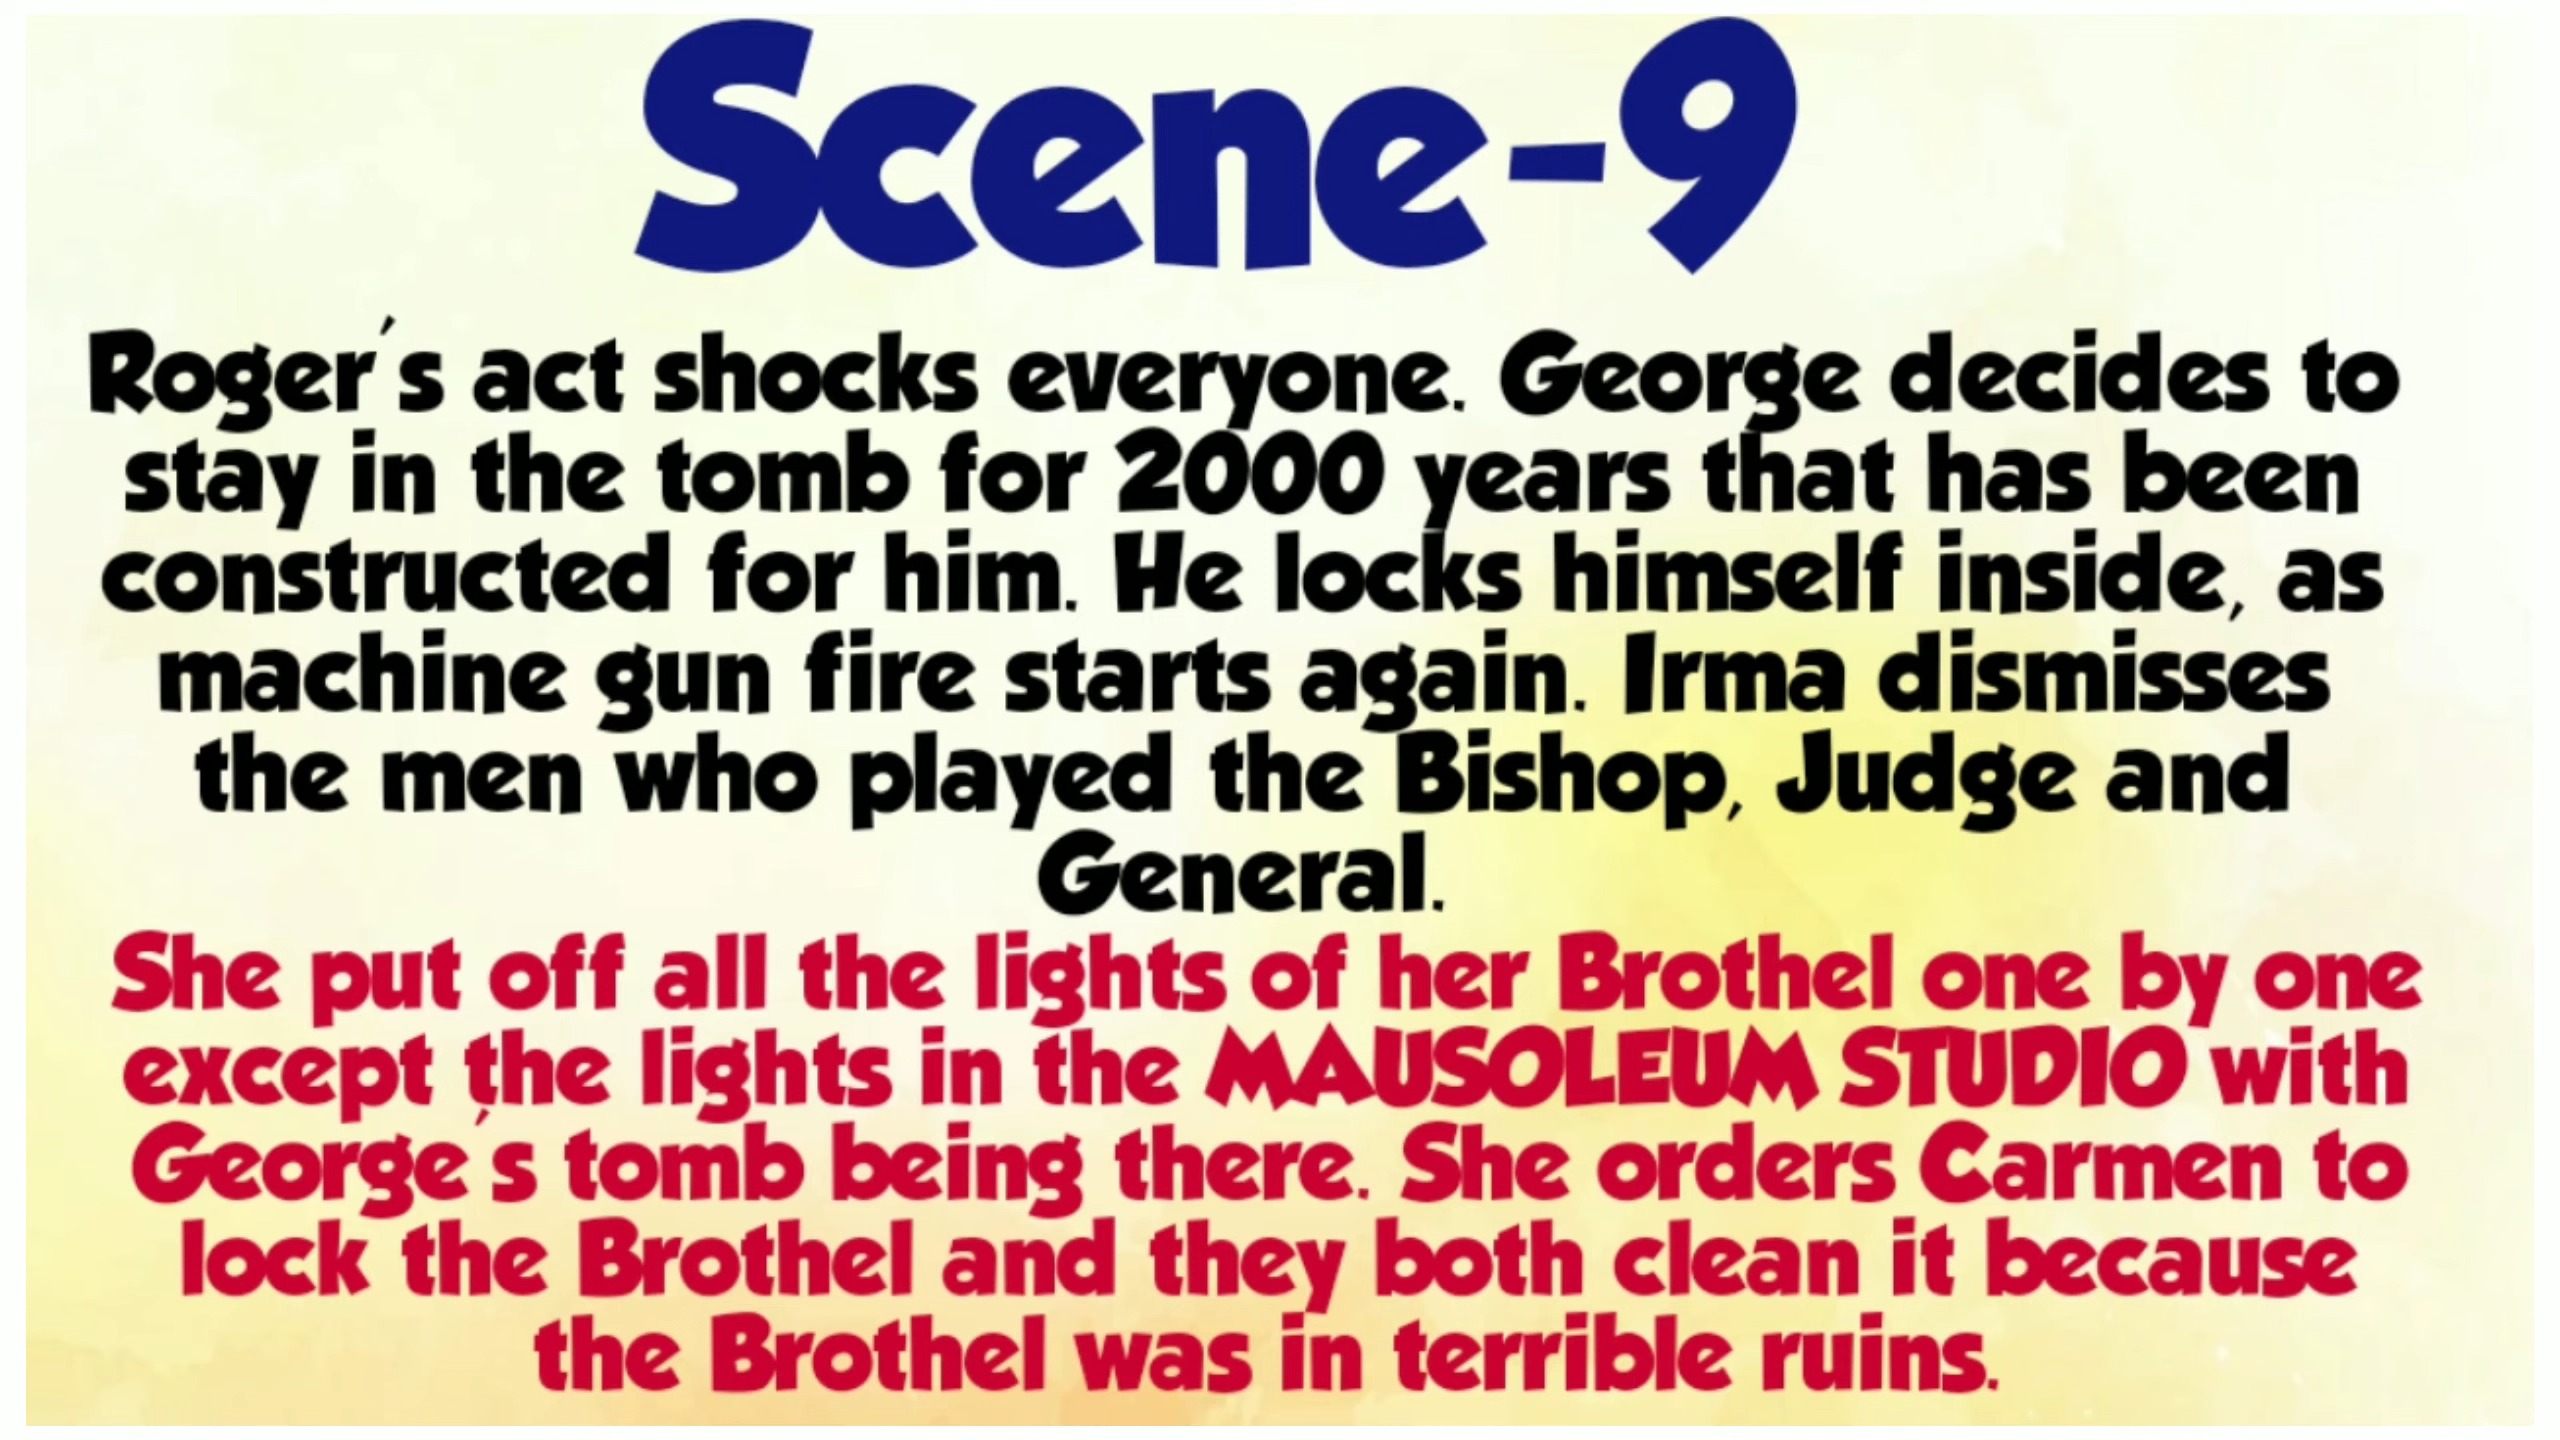 Scene-9
Roger's act shocks everyone. George decides to
stay in the tomb for 2000 years that has been
constructed for him. He locks himself inside, as
machine gun fire starts again. Irma dismisses
the men who played the Bishop, Judge and
General.
She put off all the lights of her Brothel one by one
except the lights in the MAUSOLEUM STUDIO with
George's tomb being there. She orders Carmen to
lock the Brothel and they both clean it because
the Brothel was in terrible ruins.